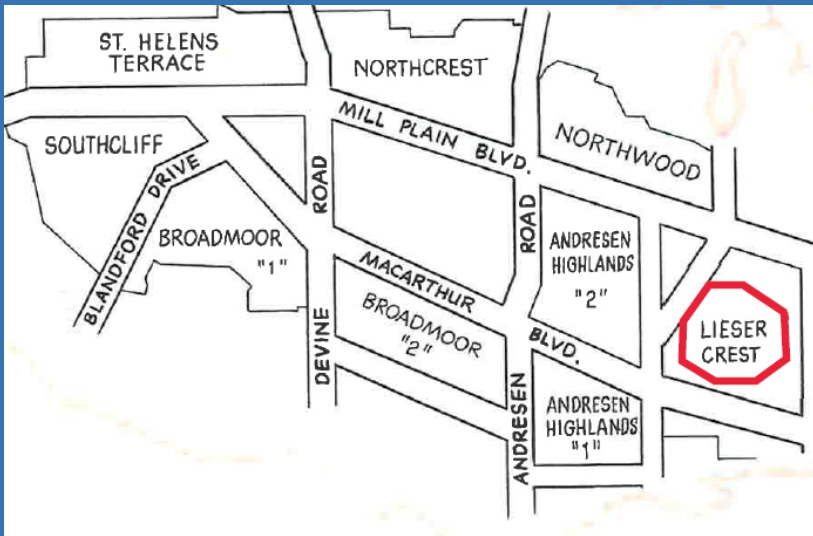 ST. HELENS
TERRACE
NORTHCREST
MILL PLAIN BLVD.
NORTHWOOD
SOUTHCLIFF
BLANDFORD DRIVE
BROADMOOR
"1"
DEVINE ROAD
MACARTHUR BLVD.
BROADMOOR
"2"
ANDRESEN ROAD
ANDRESEN
HIGHLANDS
"2"
LIESER
CREST
ANDRESEN
HIGHLANDS
"1"